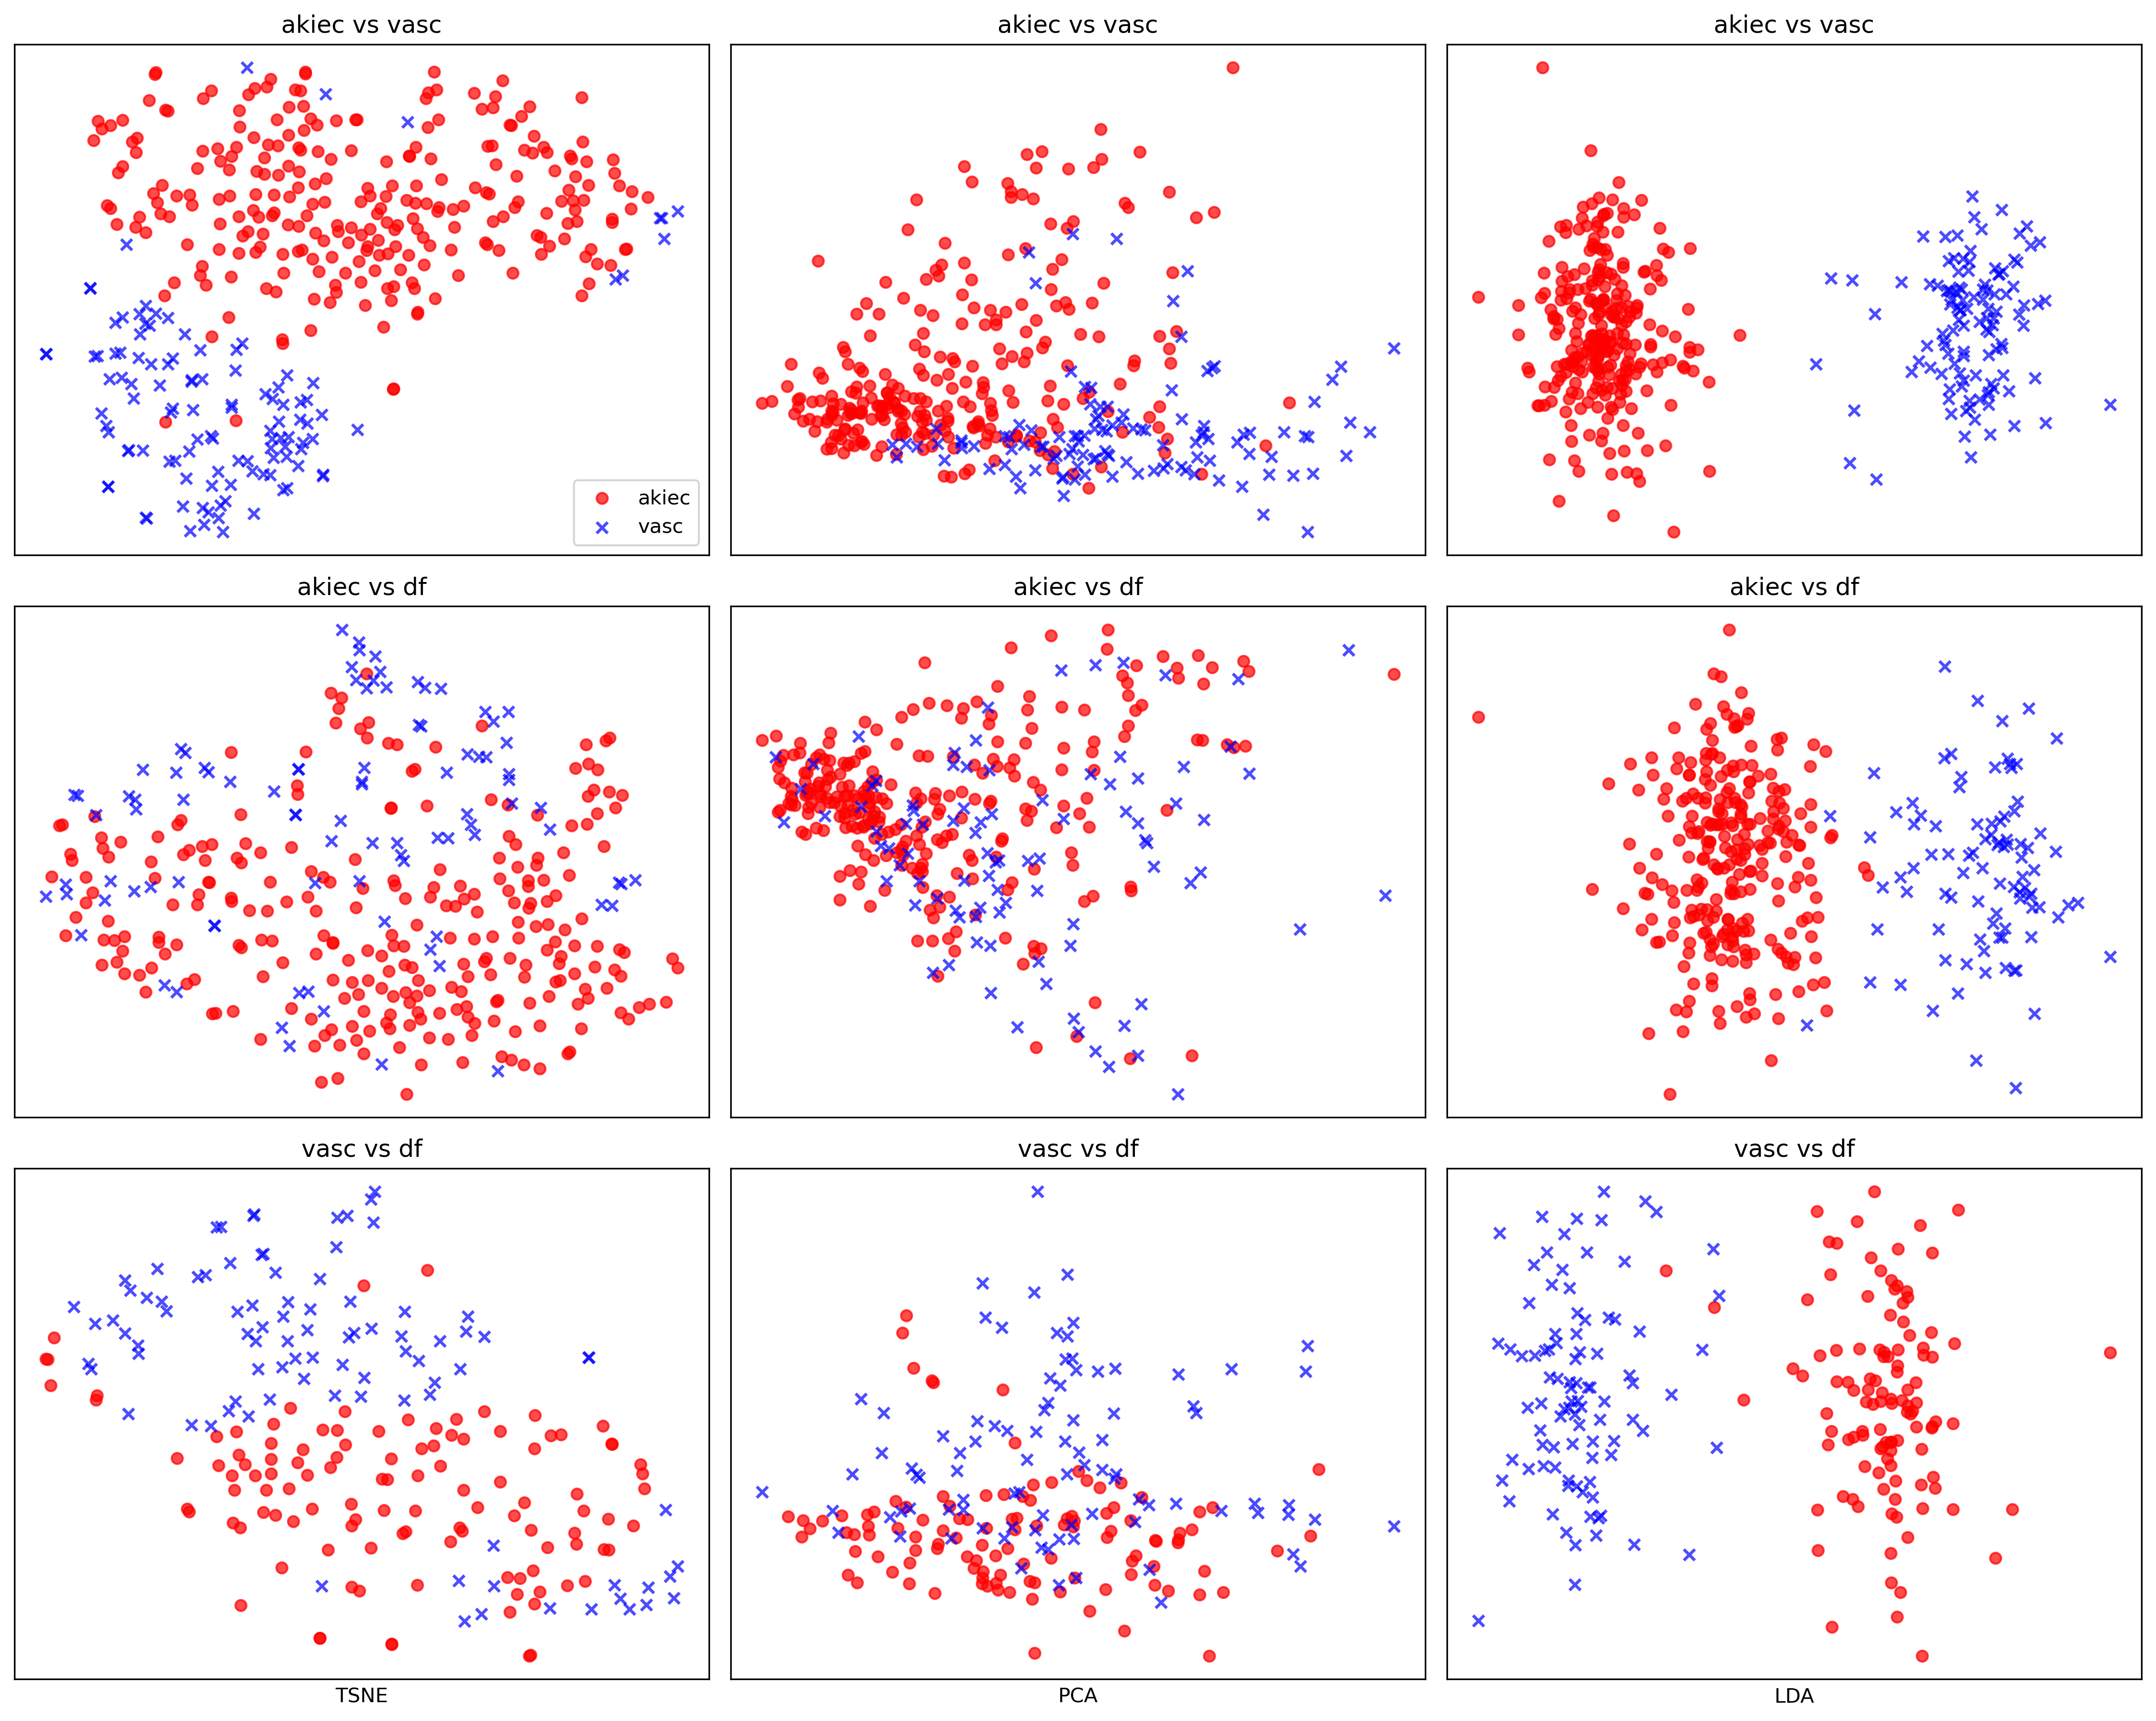 akiec vs vasc
akiec vs vasc
akiec vs vasc
akiec
vasc
akiec vs df
akiec vs df
akiec vs df
vasc vs df
vasc vs df
vasc vs df
TSNE
PCA
LDA